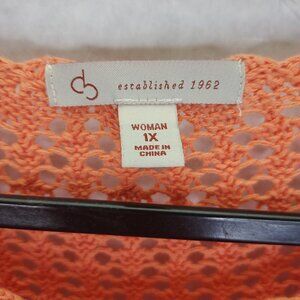 cb established 1962
WOMAN
1X
MADE IN
CHINA